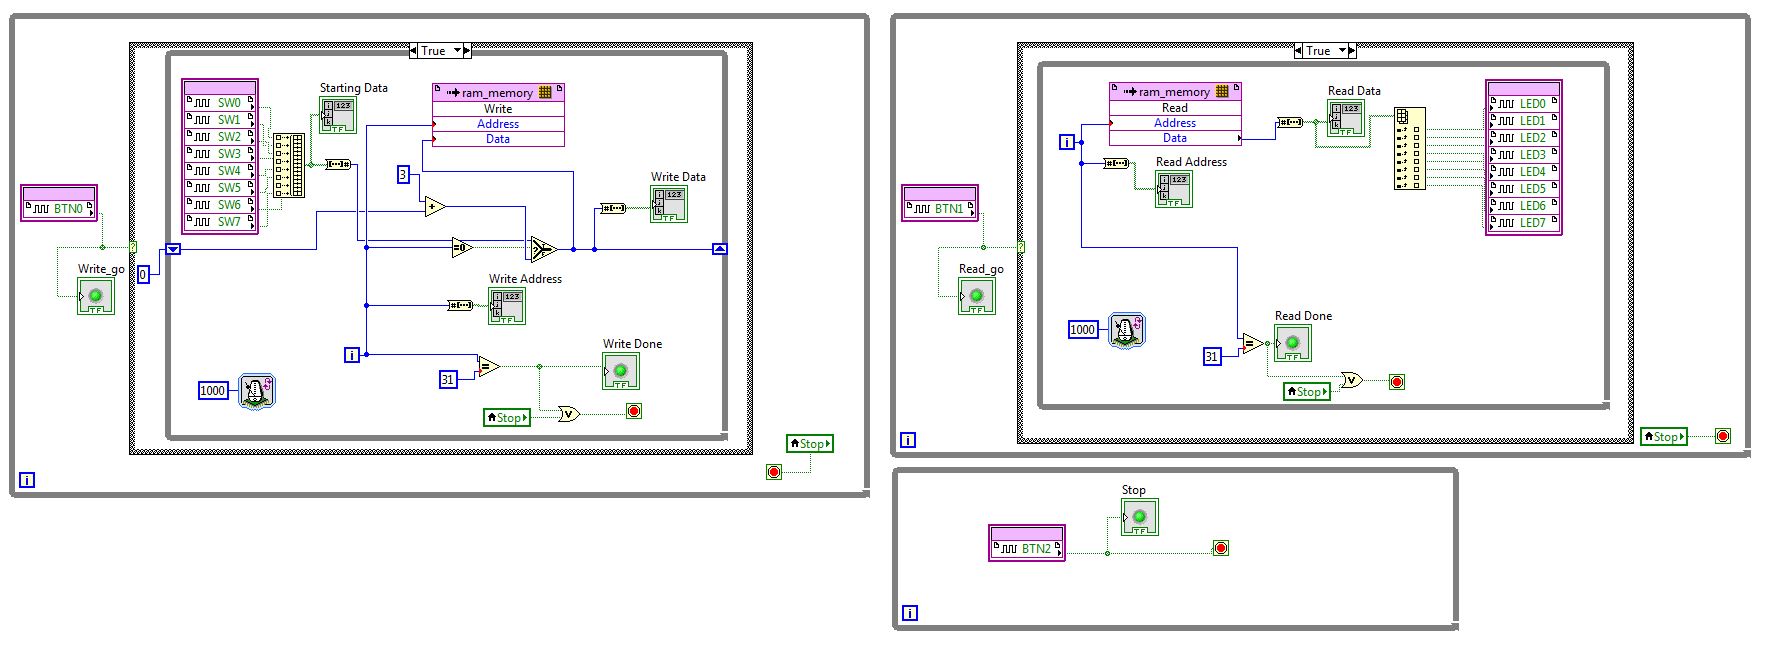 True
Starting Data
SW0
SW1
SW2
SW3
SW4
SW5
SW6
SW7
ram_memory
Write
Address
Data
3
+
Write Data
BTN0
Write_go
0
=0
Write Address
i
Write Done
=
31
1000
Stop
V
Stop
i
True
ram_memory
Read
Address
Data
Read Data
LED0
LED1
LED2
LED3
LED4
LED5
LED6
LED7
i
Read Address
BTN1
Read_go
1000
Read Done
=
31
Stop
V
i
Stop
Stop
BTN2
i